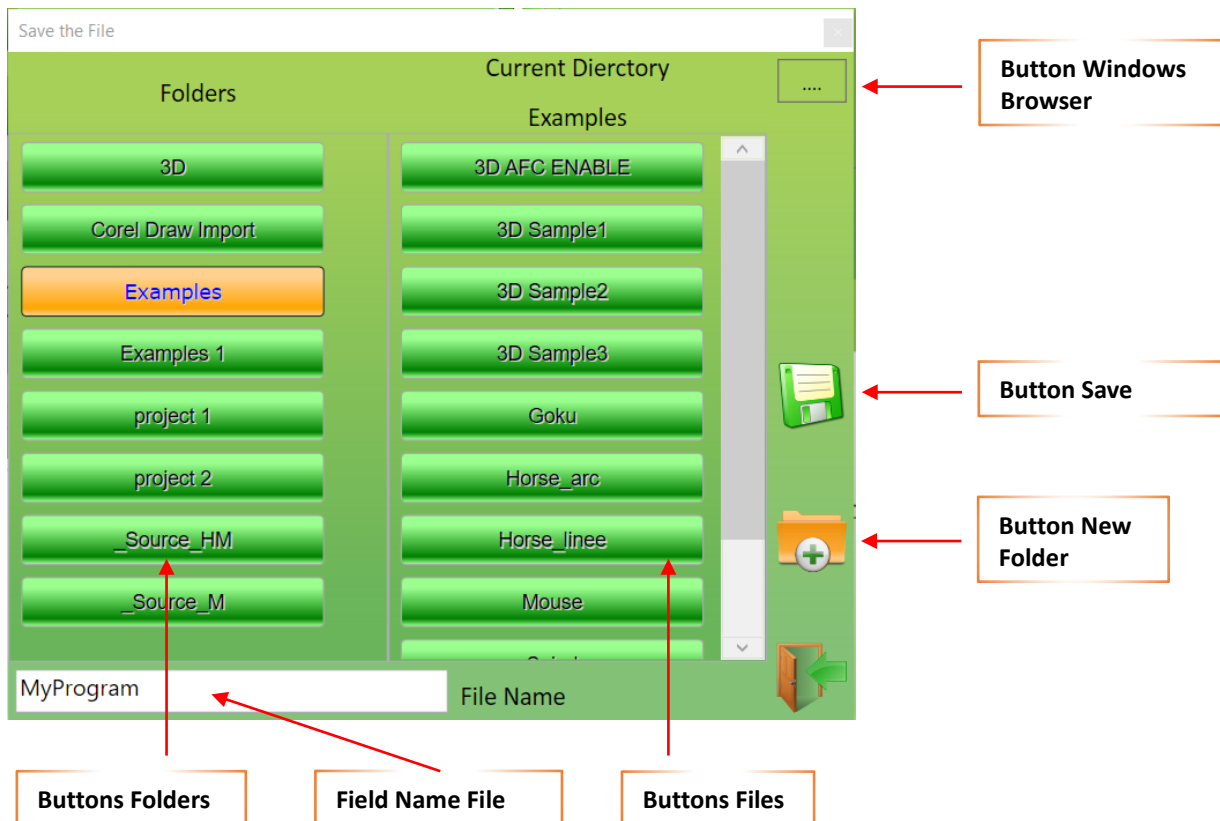 Save the File
Folders
Current Dierctory
Examples
....
Button Windows
Browser
3D
Corel Draw Import
Examples
Examples 1
project 1
project 2
_Source_HM
_Source_M
3D AFC ENABLE
3D Sample1
3D Sample2
3D Sample3
Goku
Horse_arc
Horse_linee
Mouse
Button Save
Button New
Folder
MyProgram
File Name
Buttons Folders
Field Name File
Buttons Files